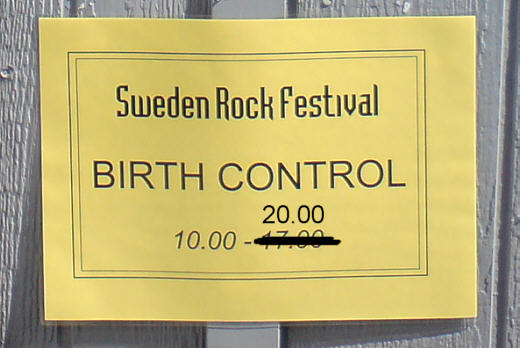 Sweden Rock Festival
BIRTH CONTROL
20.00
10.00 - 17.00